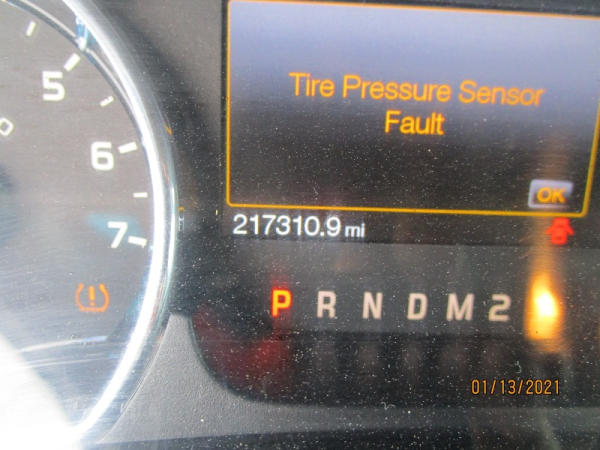 5
6
7
Tire Pressure Sensor
Fault
OK
217310.9 mi
P R N D M 2
01/13/2021